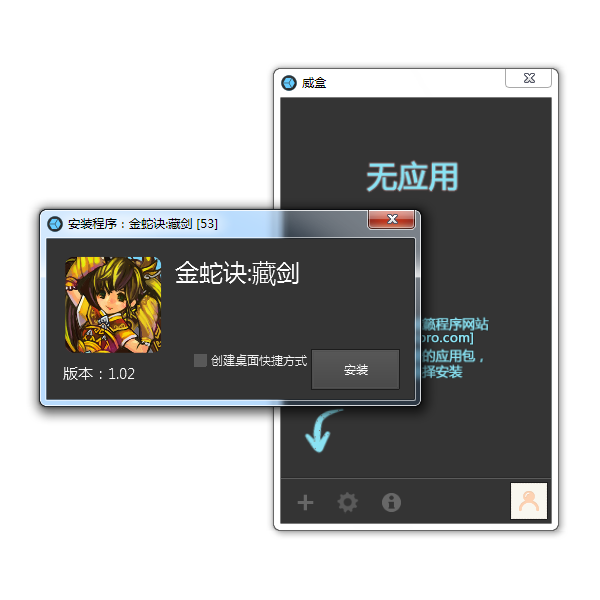 威盒
无应用
安装程序：金蛇诀:藏剑 [53]
金蛇诀:藏剑
程序网站
pro.com]
的应用包，
择安装
创建桌面快捷方式
安装
版本：1.02